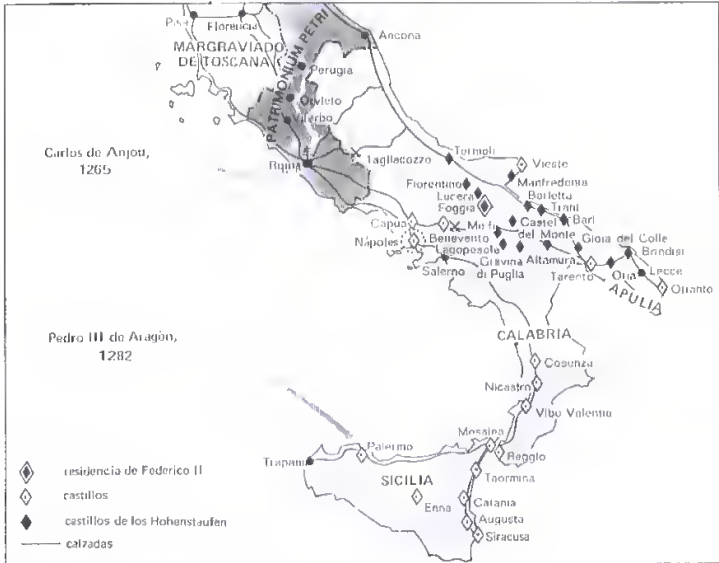 Pisa
Florencia
MARGRAVIADO
DE TOSCANA
PATRIMONIUM PETRI
Ancona
Perugia
Orvieto
Viterbo
Roma
Tagliacozzo
Carlos de Anjou,
1265
Termoli
Vieste
Fiorentino
Manfredonia
Lucera
Barletta
Foggia
Trani
Bari
Capua
Melfi
Castel
del Monte
Nápoles
Benevento
Gioia del Colle
Lagopesole
Brindisi
Salerno
Gravina
di Puglia
Altamura
Tarento
Oria
Lecce
Otranto
APULIA
Pedro III de Aragón,
1282
CALABRIA
Cosenza
Nicastro
Vibo Valentia
Messina
Palermo
Reggio
Trapani
SICILIA
Taormina
Enna
Catania
Augusta
Siracusa
residencia de Federico II
castillos
castillos de los Hohenstaufen
calzadas